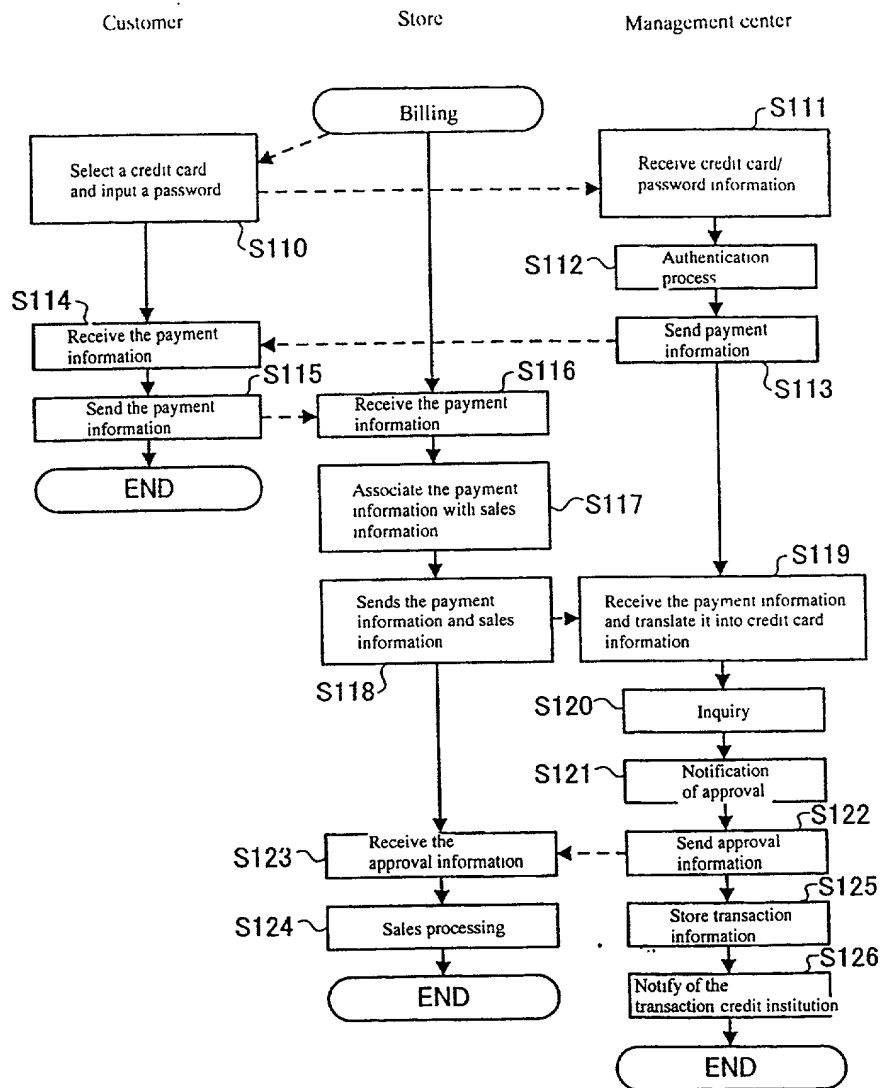 Customer
Store
Management center
Billing
S111
Select a credit card
and input a password
Receive credit card/
password information
S110
S112
Authentication
process
S114
Receive the payment
information
Send payment
information
S113
S115
S116
Send the payment
information
Receive the payment
information
END
Associate the payment
information with sales
information
S117
S119
Sends the payment
information and sales
information
Receive the payment information
and translate it into credit card
information
S118
S120
Inquiry
S121
Notification
of approval
S122
S123
Receive the
approval information
Send approval
information
S125
S124
Sales processing
Store transaction
information
S126
END
Notify of the
transaction credit institution
END